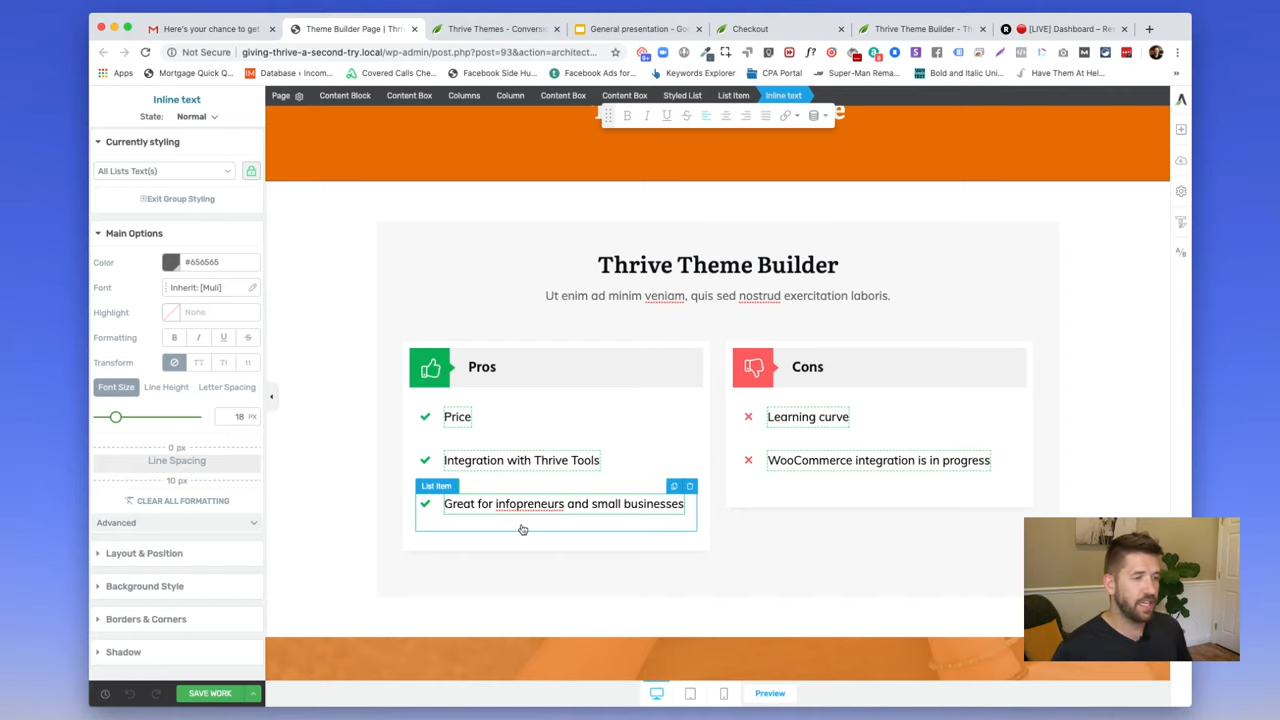 Here's your chance to get
Theme Builder Page | Thriv
Thrive Themes - Conversi
General presentation - Go
Checkout
Thrive Theme Builder - Th
[LIVE] Dashboard - Re
Not Secure
giving-thrive-a-second-try.local/wp-admin/post.php?post=93&action=architect...
Apps
Mortgage Quick Q...
Database ‹ Incom...
Covered Calls Che...
Facebook Side Hu...
Facebook Ads for...
Keywords Explorer
CPA Portal
Super-Man Rema...
Bold and Italic Uni...
Have Them At Hel...
»
Inline text
State: Normal
Page
Content Block
Content Box
Columns
Column
Content Box
Content Box
Styled List
List Item
Inline text
Currently styling
All Lists Text(s)
Exit Group Styling
Main Options
Color #656565
Font Inherit: [Muli]
Highlight None
Formatting B I U S
Transform TT Tt tt
Font Size Line Height Letter Spacing
18 PX
0 px
Line Spacing
10 px
CLEAR ALL FORMATTING
Advanced
Layout & Position
Background Style
Borders & Corners
Shadow
SAVE WORK
B I U S
Thrive Theme Builder
Ut enim ad minim veniam, quis sed nostrud exercitation laboris.
Pros
Price
Integration with Thrive Tools
List Item
Great for infopreneurs and small businesses
Cons
Learning curve
WooCommerce integration is in progress
Preview
A/B